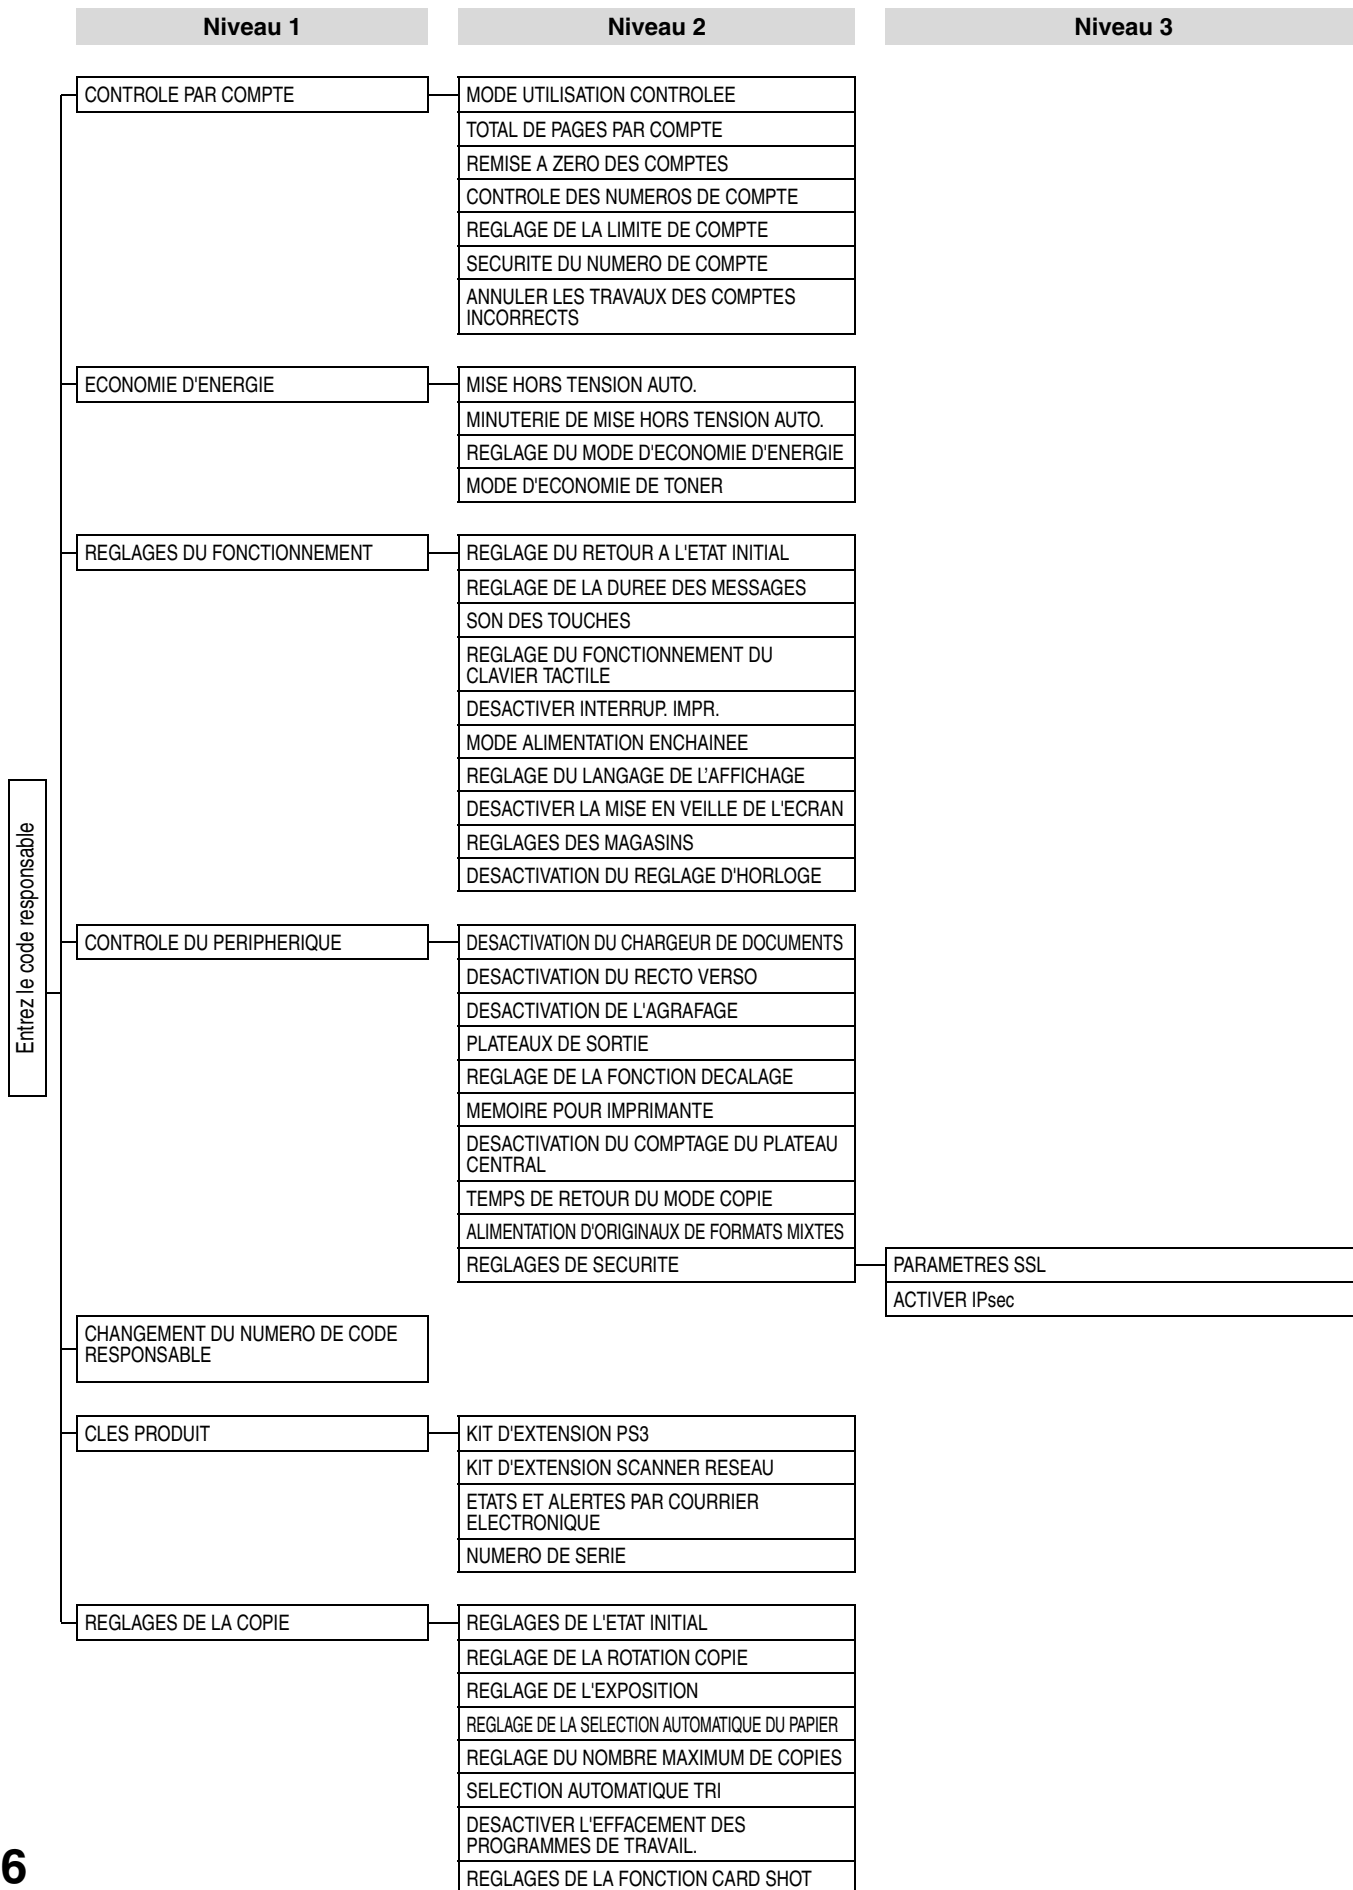 Niveau 1
Niveau 2
Niveau 3
Entrez le code responsable
CONTROLE PAR COMPTE
MODE UTILISATION CONTROLEE
TOTAL DE PAGES PAR COMPTE
REMISE A ZERO DES COMPTES
CONTROLE DES NUMEROS DE COMPTE
REGLAGE DE LA LIMITE DE COMPTE
SECURITE DU NUMERO DE COMPTE
ANNULER LES TRAVAUX DES COMPTES
INCORRECTS
ECONOMIE D'ENERGIE
MISE HORS TENSION AUTO.
MINUTERIE DE MISE HORS TENSION AUTO.
REGLAGE DU MODE D'ECONOMIE D'ENERGIE
MODE D'ECONOMIE DE TONER
REGLAGES DU FONCTIONNEMENT
REGLAGE DU RETOUR A L'ETAT INITIAL
REGLAGE DE LA DUREE DES MESSAGES
SON DES TOUCHES
REGLAGE DU FONCTIONNEMENT DU
CLAVIER TACTILE
DESACTIVER INTERRUP. IMPR.
MODE ALIMENTATION ENCHAINEE
REGLAGE DU LANGAGE DE L’AFFICHAGE
DESACTIVER LA MISE EN VEILLE DE L'ECRAN
REGLAGES DES MAGASINS
DESACTIVATION DU REGLAGE D'HORLOGE
CONTROLE DU PERIPHERIQUE
DESACTIVATION DU CHARGEUR DE DOCUMENTS
DESACTIVATION DU RECTO VERSO
DESACTIVATION DE L'AGRAFAGE
PLATEAUX DE SORTIE
REGLAGE DE LA FONCTION DECALAGE
MEMOIRE POUR IMPRIMANTE
DESACTIVATION DU COMPTAGE DU PLATEAU
CENTRAL
TEMPS DE RETOUR DU MODE COPIE
ALIMENTATION D'ORIGINAUX DE FORMATS MIXTES
REGLAGES DE SECURITE
PARAMETRES SSL
ACTIVER IPsec
CHANGEMENT DU NUMERO DE CODE
RESPONSABLE
CLES PRODUIT
KIT D'EXTENSION PS3
KIT D'EXTENSION SCANNER RESEAU
ETATS ET ALERTES PAR COURRIER
ELECTRONIQUE
NUMERO DE SERIE
REGLAGES DE LA COPIE
REGLAGES DE L'ETAT INITIAL
REGLAGE DE LA ROTATION COPIE
REGLAGE DE L'EXPOSITION
REGLAGE DE LA SELECTION AUTOMATIQUE DU PAPIER
REGLAGE DU NOMBRE MAXIMUM DE COPIES
SELECTION AUTOMATIQUE TRI
DESACTIVER L'EFFACEMENT DES
PROGRAMMES DE TRAVAIL.
REGLAGES DE LA FONCTION CARD SHOT
6